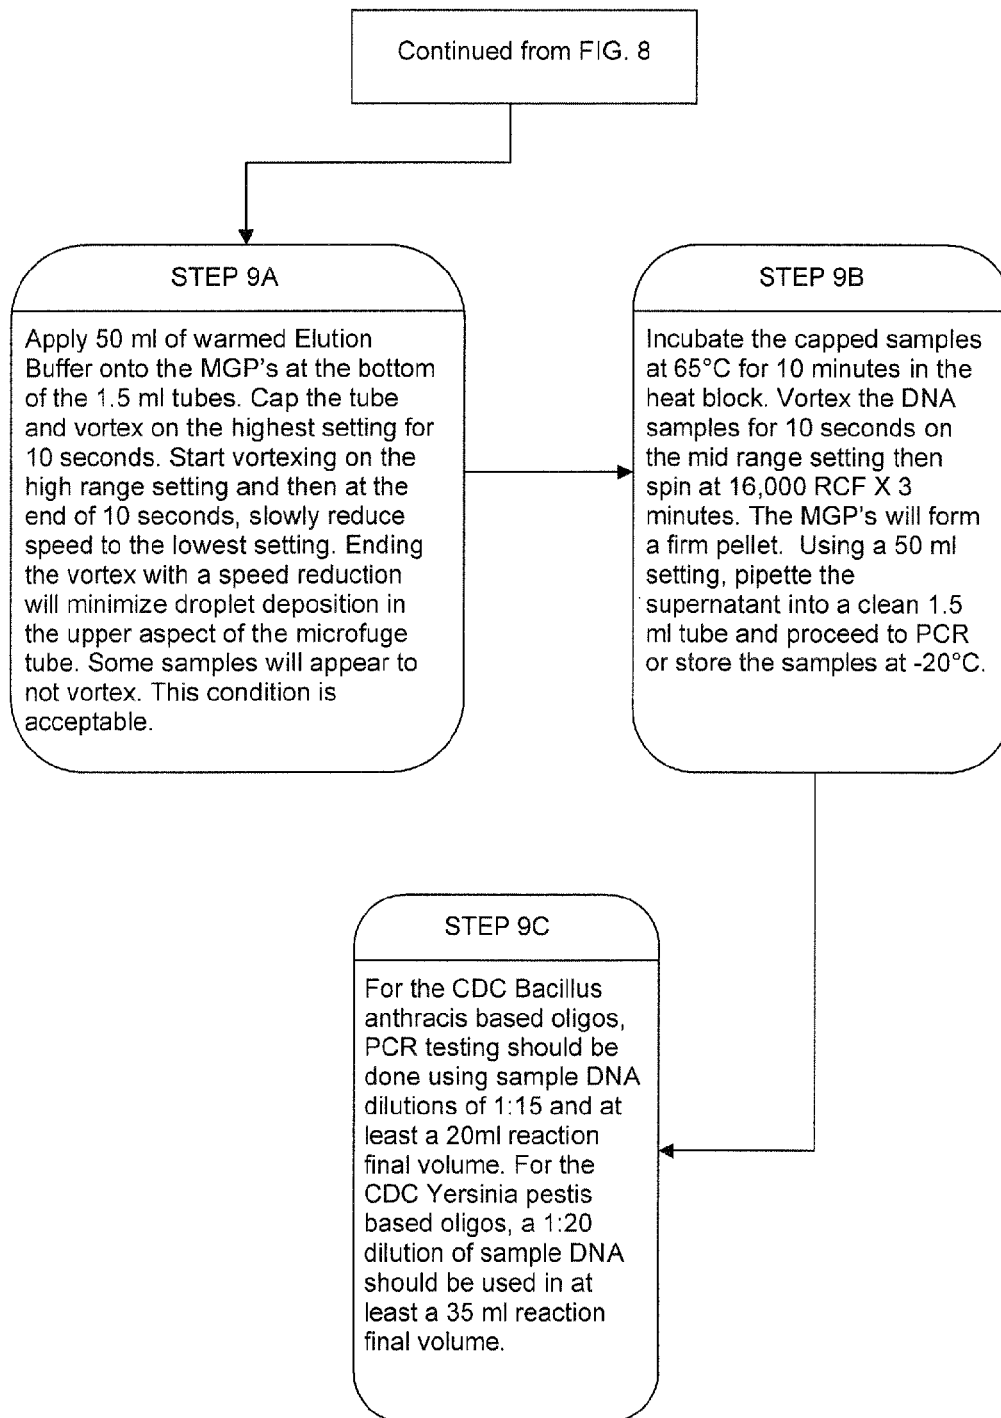 Continued from FIG. 8
STEP 9A
Apply 50 ml of warmed Elution
Buffer onto the MGP's at the bottom
of the 1.5 ml tubes. Cap the tube
and vortex on the highest setting for
10 seconds. Start vortexing on the
high range setting and then at the
end of 10 seconds, slowly reduce
speed to the lowest setting. Ending
the vortex with a speed reduction
will minimize droplet deposition in
the upper aspect of the microfuge
tube. Some samples will appear to
not vortex. This condition is
acceptable.
STEP 9B
Incubate the capped samples
at 65°C for 10 minutes in the
heat block. Vortex the DNA
samples for 10 seconds on
the mid range setting then
spin at 16,000 RCF X 3
minutes. The MGP's will form
a firm pellet. Using a 50 ml
setting, pipette the
supernatant into a clean 1.5
ml tube and proceed to PCR
or store the samples at -20°C.
STEP 9C
For the CDC Bacillus
anthracis based oligos,
PCR testing should be
done using sample DNA
dilutions of 1:15 and at
least a 20ml reaction
final volume. For the
CDC Yersinia pestis
based oligos, a 1:20
dilution of sample DNA
should be used in at
least a 35 ml reaction
final volume.